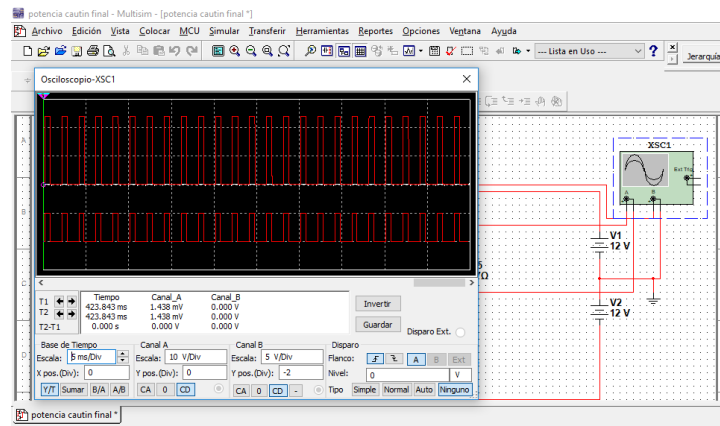 potencia cautin final - Multisim - [potencia cautin final *]
Archivo Edición Vista Colocar MCU Simular Transferir Herramientas Reportes Opciones Ventana Ayuda
--- Lista en Uso ---
Jerarquía
Osciloscopio-XSC1
XSC1
Ext Trig
A B
V1
12 V
V2
12 V
Tiempo Canal_A Canal_B
T1 423.843 ms 1.438 mV 0.000 V
T2 423.843 ms 1.438 mV 0.000 V
T2-T1 0.000 s 0.000 V 0.000 V
Invertir
Guardar
Disparo Ext.
Base de Tiempo Canal A Canal B Disparo
Escala: 5 ms/Div Escala: 10 V/Div Escala: 5 V/Div Flanco: A B Ext
X pos.(Div): 0 Y pos.(Div): 0 Y pos.(Div): -2 Nivel: 0 V
Y/T Sumar B/A A/B CA 0 CD CA 0 CD - Tipo Simple Normal Auto Ninguno
potencia cautin final *